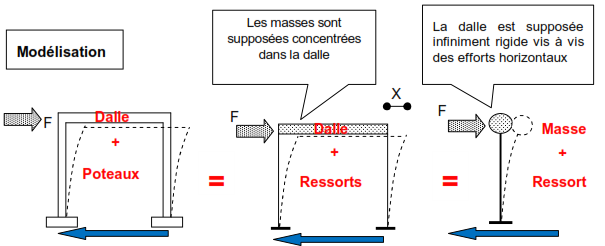 Modélisation
Les masses sont
supposées concentrées
dans la dalle
La dalle est supposée
infiniment rigide vis à vis
des efforts horizontaux
F
Dalle
+
Poteaux
=
F
X
Dalle
+
Ressorts
=
F
Masse
+
Ressort